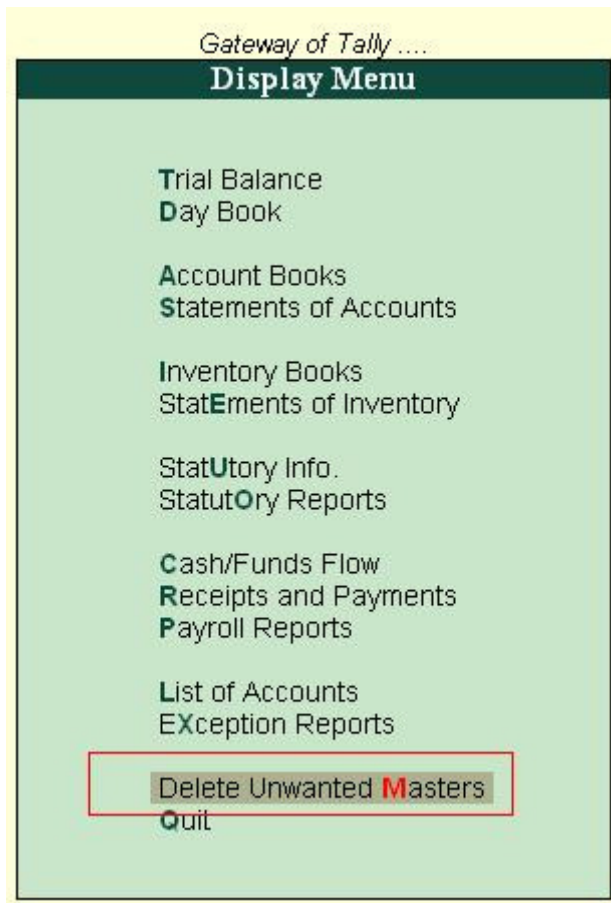 Gateway of Tally ....
Display Menu
Trial Balance
Day Book
Account Books
Statements of Accounts
Inventory Books
StatEments of Inventory
StatUtory Info.
StatutOry Reports
Cash/Funds Flow
Receipts and Payments
Payroll Reports
List of Accounts
EXception Reports
Delete Unwanted Masters
Quit